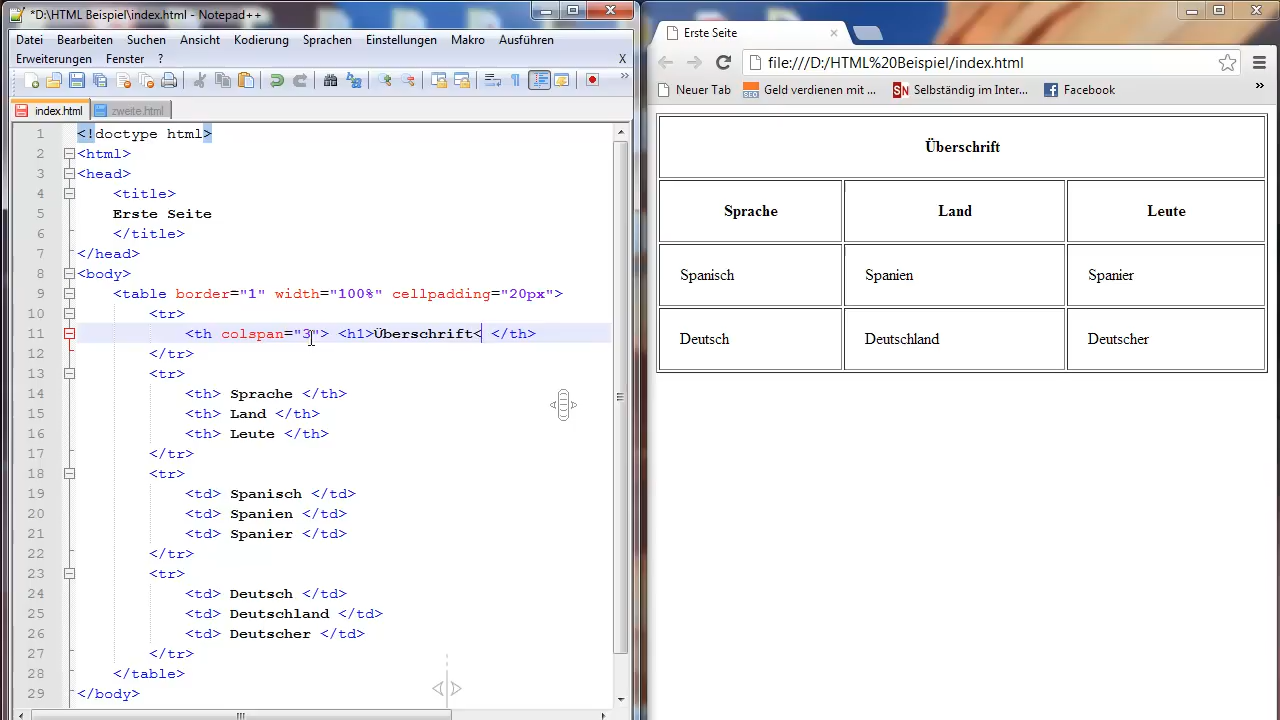 *D:\HTML Beispiel\index.html - Notepad++
Datei Bearbeiten Suchen Ansicht Kodierung Sprachen Einstellungen Makro Ausführen
Erweiterungen Fenster ? X
index.html zweite.html
1 <!doctype html>
2 <html>
3 <head>
4 <title>
5 Erste Seite
6 </title>
7 </head>
8 <body>
9 <table border="1" width="100%" cellpadding="20px">
10 <tr>
11 <th colspan="3"> <h1>Überschrift< </th>
12 </tr>
13 <tr>
14 <th> Sprache </th>
15 <th> Land </th>
16 <th> Leute </th>
17 </tr>
18 <tr>
19 <td> Spanisch </td>
20 <td> Spanien </td>
21 <td> Spanier </td>
22 </tr>
23 <tr>
24 <td> Deutsch </td>
25 <td> Deutschland </td>
26 <td> Deutscher </td>
27 </tr>
28 </table>
29 </body>
Erste Seite
file:///D:/HTML%20Beispiel/index.html
Neuer Tab SEO Geld verdienen mit ... SN Selbständig im Inter... Facebook »
Überschrift
Sprache Land Leute
Spanisch Spanien Spanier
Deutsch Deutschland Deutscher